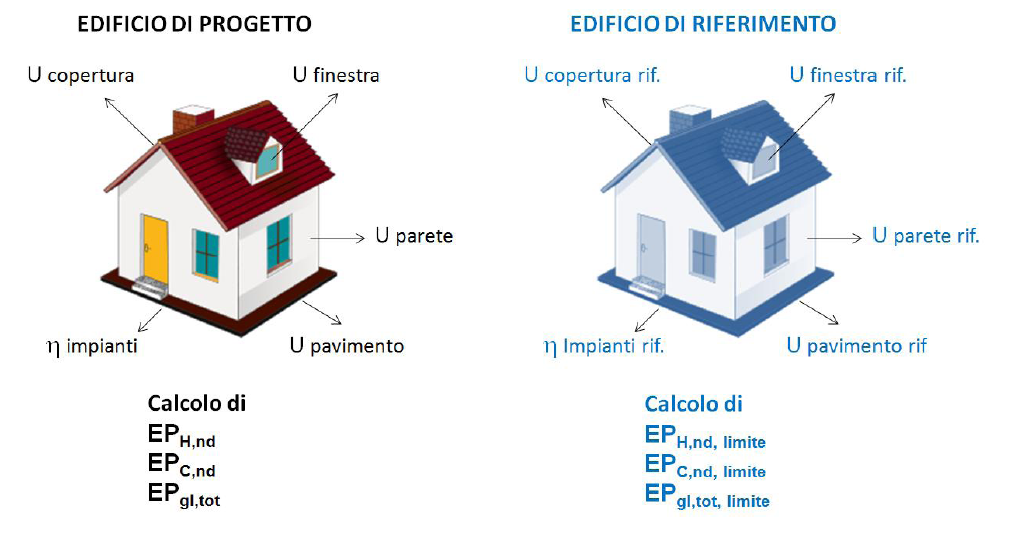 EDIFICIO DI PROGETTO
U copertura
U finestra
U parete
η impianti
U pavimento
Calcolo di
EPH,nd
EPC,nd
EPgl,tot
EDIFICIO DI RIFERIMENTO
U copertura rif.
U finestra rif.
U parete rif.
η Impianti rif.
U pavimento rif
Calcolo di
EPH,nd, limite
EPC,nd, limite
EPgl,tot, limite